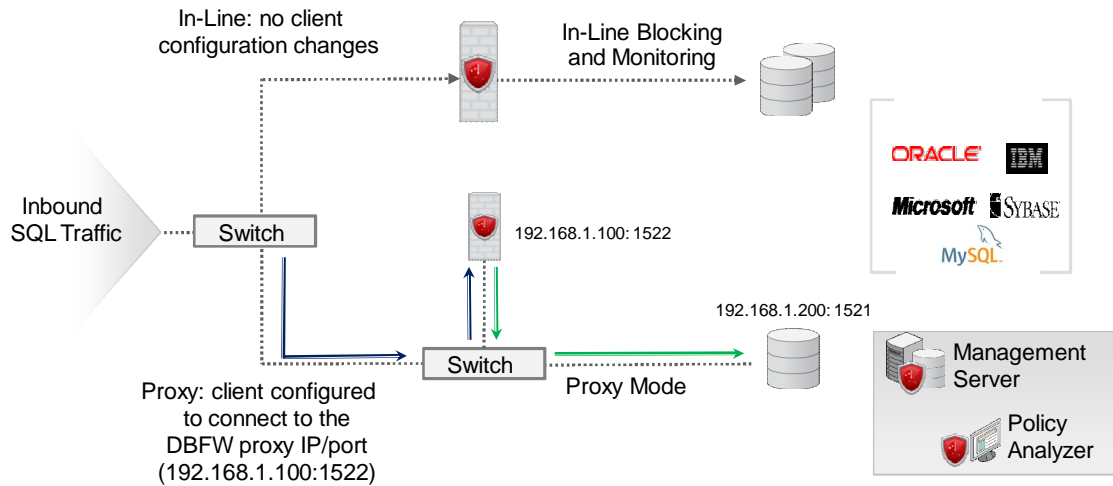 In-Line: no client
configuration changes
In-Line Blocking
and Monitoring
ORACLE
IBM
Microsoft
SYBASE
MySQL
Inbound
SQL Traffic
Switch
192.168.1.100: 1522
192.168.1.200: 1521
Switch
Proxy Mode
Proxy: client configured
to connect to the
DBFW proxy IP/port
(192.168.1.100:1522)
Management
Server
Policy
Analyzer